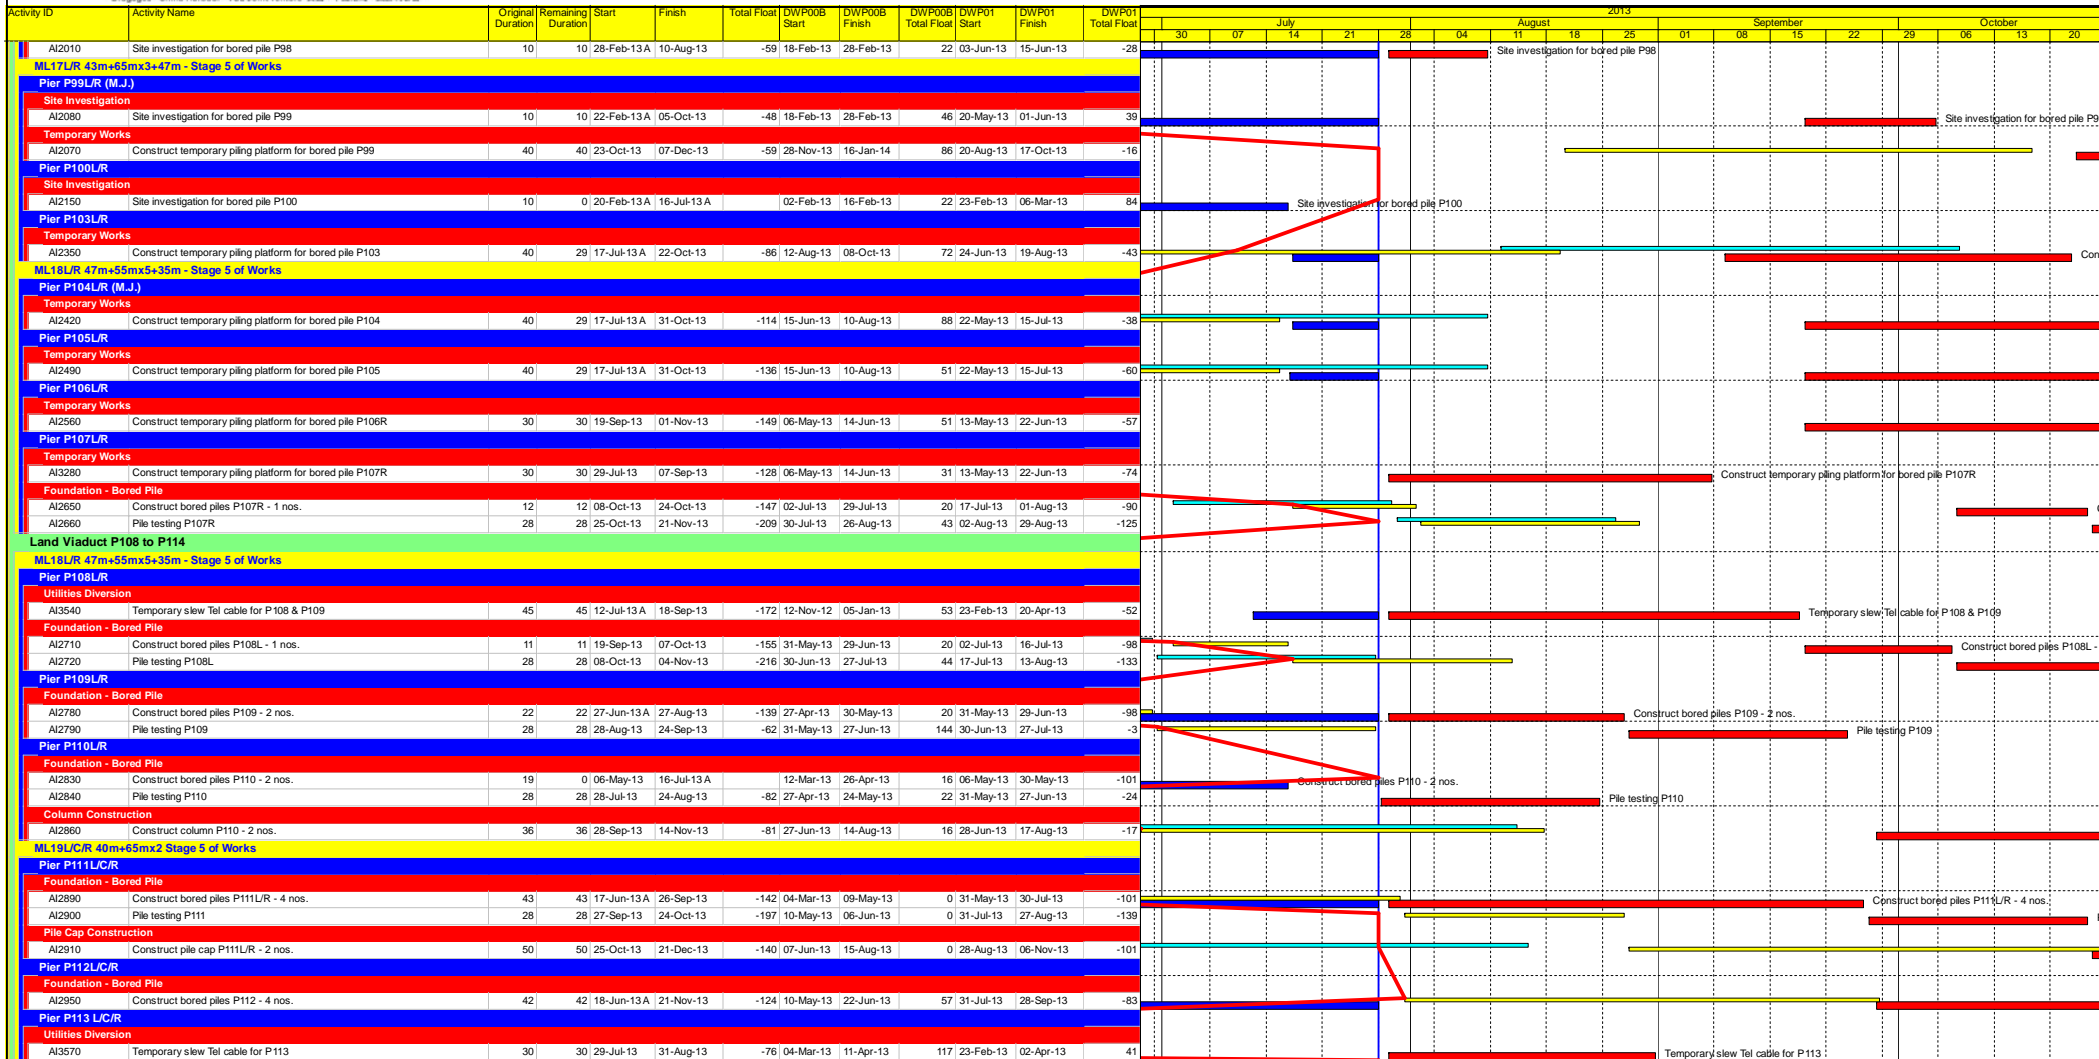 Activity ID Activity Name Original Duration Remaining Duration Start Finish Total Float DWP00B Start DWP00B Finish DWP00B Total Float DWP01 Start DWP01 Finish DWP01 Total Float
2013
July August September October
30 07 14 21 28 04 11 18 25 01 08 15 22 29 06 13 20
AI2010 Site investigation for bored pile P98 10 10 28-Feb-13 A 10-Aug-13 -59 18-Feb-13 28-Feb-13 22 03-Jun-13 15-Jun-13 -28 Site investigation for bored pile P98
ML17L/R 43m+65mx3+47m - Stage 5 of Works
Pier P99L/R (M.J.)
Site Investigation
AI2080 Site investigation for bored pile P99 10 10 22-Feb-13 A 05-Oct-13 -48 18-Feb-13 28-Feb-13 46 20-May-13 01-Jun-13 39 Site investigation for bored pile P9
Temporary Works
AI2070 Construct temporary piling platform for bored pile P99 40 40 23-Oct-13 07-Dec-13 -59 28-Nov-13 16-Jan-14 86 20-Aug-13 17-Oct-13 -16
Pier P100L/R
Site Investigation
AI2150 Site investigation for bored pile P100 10 0 20-Feb-13 A 16-Jul-13 A 02-Feb-13 16-Feb-13 22 23-Feb-13 06-Mar-13 84 Site investigation for bored pile P100
Pier P103L/R
Temporary Works
AI2350 Construct temporary piling platform for bored pile P103 40 29 17-Jul-13 A 22-Oct-13 -86 12-Aug-13 08-Oct-13 72 24-Jun-13 19-Aug-13 -43 Con
ML18L/R 47m+55mx5+35m - Stage 5 of Works
Pier P104L/R (M.J.)
Temporary Works
AI2420 Construct temporary piling platform for bored pile P104 40 29 17-Jul-13 A 31-Oct-13 -114 15-Jun-13 10-Aug-13 88 22-May-13 15-Jul-13 -38
Pier P105L/R
Temporary Works
AI2490 Construct temporary piling platform for bored pile P105 40 29 17-Jul-13 A 31-Oct-13 -136 15-Jun-13 10-Aug-13 51 22-May-13 15-Jul-13 -60
Pier P106L/R
Temporary Works
AI2560 Construct temporary piling platform for bored pile P106R 30 30 19-Sep-13 01-Nov-13 -149 06-May-13 14-Jun-13 51 13-May-13 22-Jun-13 -57
Pier P107L/R
Temporary Works
AI3280 Construct temporary piling platform for bored pile P107R 30 30 29-Jul-13 07-Sep-13 -128 06-May-13 14-Jun-13 31 13-May-13 22-Jun-13 -74 Construct temporary piling platform for bored pile P107R
Foundation - Bored Pile
AI2650 Construct bored piles P107R - 1 nos. 12 12 08-Oct-13 24-Oct-13 -147 02-Jul-13 29-Jul-13 20 17-Jul-13 01-Aug-13 -90
AI2660 Pile testing P107R 28 28 25-Oct-13 21-Nov-13 -209 30-Jul-13 26-Aug-13 43 02-Aug-13 29-Aug-13 -125
Land Viaduct P108 to P114
ML18L/R 47m+55mx5+35m - Stage 5 of Works
Pier P108L/R
Utilities Diversion
AI3540 Temporary slew Tel cable for P108 & P109 45 45 12-Jul-13 A 18-Sep-13 -172 12-Nov-12 05-Jan-13 53 23-Feb-13 20-Apr-13 -52 Temporary slew Tel cable for P108 & P109
Foundation - Bored Pile
AI2710 Construct bored piles P108L - 1 nos. 11 11 19-Sep-13 07-Oct-13 -155 31-May-13 29-Jun-13 20 02-Jul-13 16-Jul-13 -98 Construct bored piles P108L -
AI2720 Pile testing P108L 28 28 08-Oct-13 04-Nov-13 -216 30-Jun-13 27-Jul-13 44 17-Jul-13 13-Aug-13 -133
Pier P109L/R
Foundation - Bored Pile
AI2780 Construct bored piles P109 - 2 nos. 22 22 27-Jun-13 A 27-Aug-13 -139 27-Apr-13 30-May-13 20 31-May-13 29-Jun-13 -98 Construct bored piles P109 - 2 nos.
AI2790 Pile testing P109 28 28 28-Aug-13 24-Sep-13 -62 31-May-13 27-Jun-13 144 30-Jun-13 27-Jul-13 -3 Pile testing P109
Pier P110L/R
Foundation - Bored Pile
AI2830 Construct bored piles P110 - 2 nos. 19 0 06-May-13 16-Jul-13 A 12-Mar-13 26-Apr-13 16 06-May-13 30-May-13 -101 Construct bored piles P110 - 2 nos.
AI2840 Pile testing P110 28 28 28-Jul-13 24-Aug-13 -82 27-Apr-13 24-May-13 22 31-May-13 27-Jun-13 -24 Pile testing P110
Column Construction
AI2860 Construct column P110 - 2 nos. 36 36 28-Sep-13 14-Nov-13 -81 27-Jun-13 14-Aug-13 16 28-Jun-13 17-Aug-13 -17
ML19L/C/R 40m+65mx2 Stage 5 of Works
Pier P111L/C/R
Foundation - Bored Pile
AI2890 Construct bored piles P111L/R - 4 nos. 43 43 17-Jun-13 A 26-Sep-13 -142 04-Mar-13 09-May-13 0 31-May-13 30-Jul-13 -101 Construct bored piles P111L/R - 4 nos.
AI2900 Pile testing P111 28 28 27-Sep-13 24-Oct-13 -197 10-May-13 06-Jun-13 0 31-Jul-13 27-Aug-13 -139
Pile Cap Construction
AI2910 Construct pile cap P111L/R - 2 nos. 50 50 25-Oct-13 21-Dec-13 -140 07-Jun-13 15-Aug-13 0 28-Aug-13 06-Nov-13 -101
Pier P112L/C/R
Foundation - Bored Pile
AI2950 Construct bored piles P112 - 4 nos. 42 42 18-Jun-13 A 21-Nov-13 -124 10-May-13 22-Jun-13 57 31-Jul-13 28-Sep-13 -83
Pier P113 L/C/R
Utilities Diversion
AI3570 Temporary slew Tel cable for P113 30 30 29-Jul-13 31-Aug-13 -76 04-Mar-13 11-Apr-13 117 23-Feb-13 02-Apr-13 41 Temporary slew Tel cable for P113